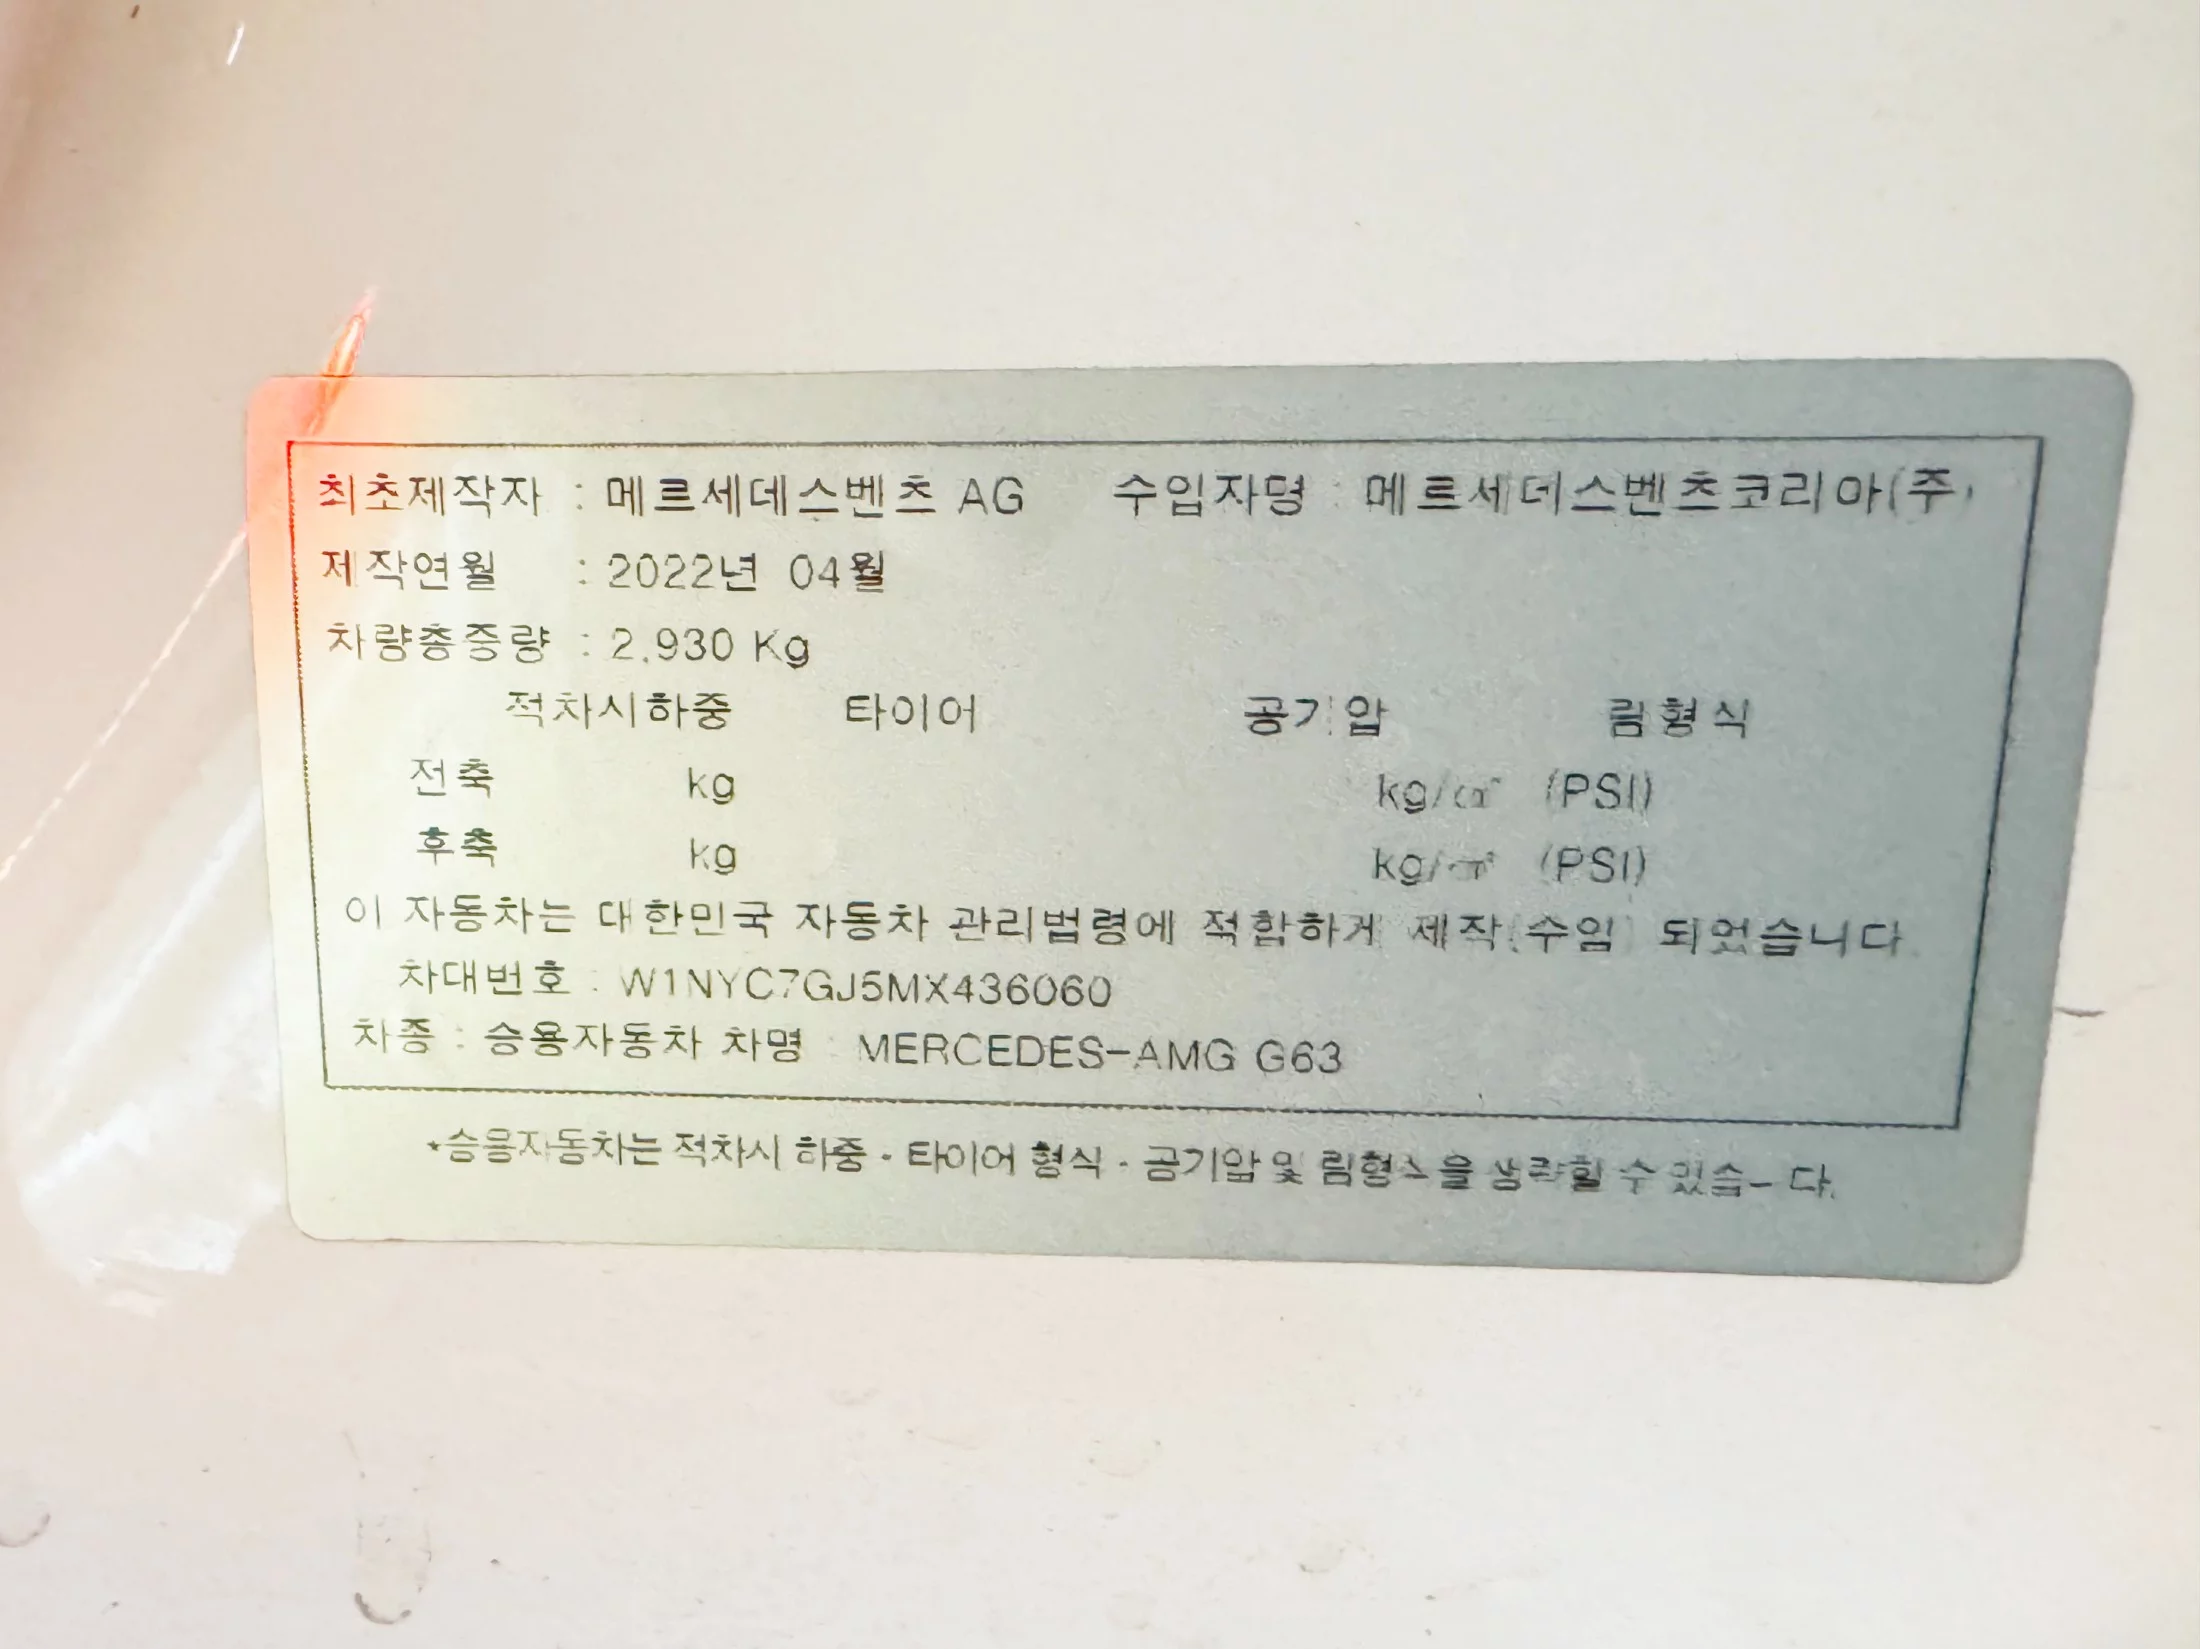 최초제작자 : 메르세데스벤츠 AG 수입자명 : 메르세데스벤츠코리아(주)
제작연월 : 2022년 04월
차량총중량 : 2.930 Kg
적차시하중 타이어 공기압 림형식
전축 kg kg/㎠ (PSI)
후축 kg kg/㎠ (PSI)
이 자동차는 대한민국 자동차 관리법령에 적합하게 제작(수입) 되었습니다.
차대번호 : W1NYC7GJ5MX436060
차종 : 승용자동차 차명 : MERCEDES-AMG G63
*승용자동차는 적차시 하중·타이어 형식·공기압 및 림형식을 생략할 수 있습니다.